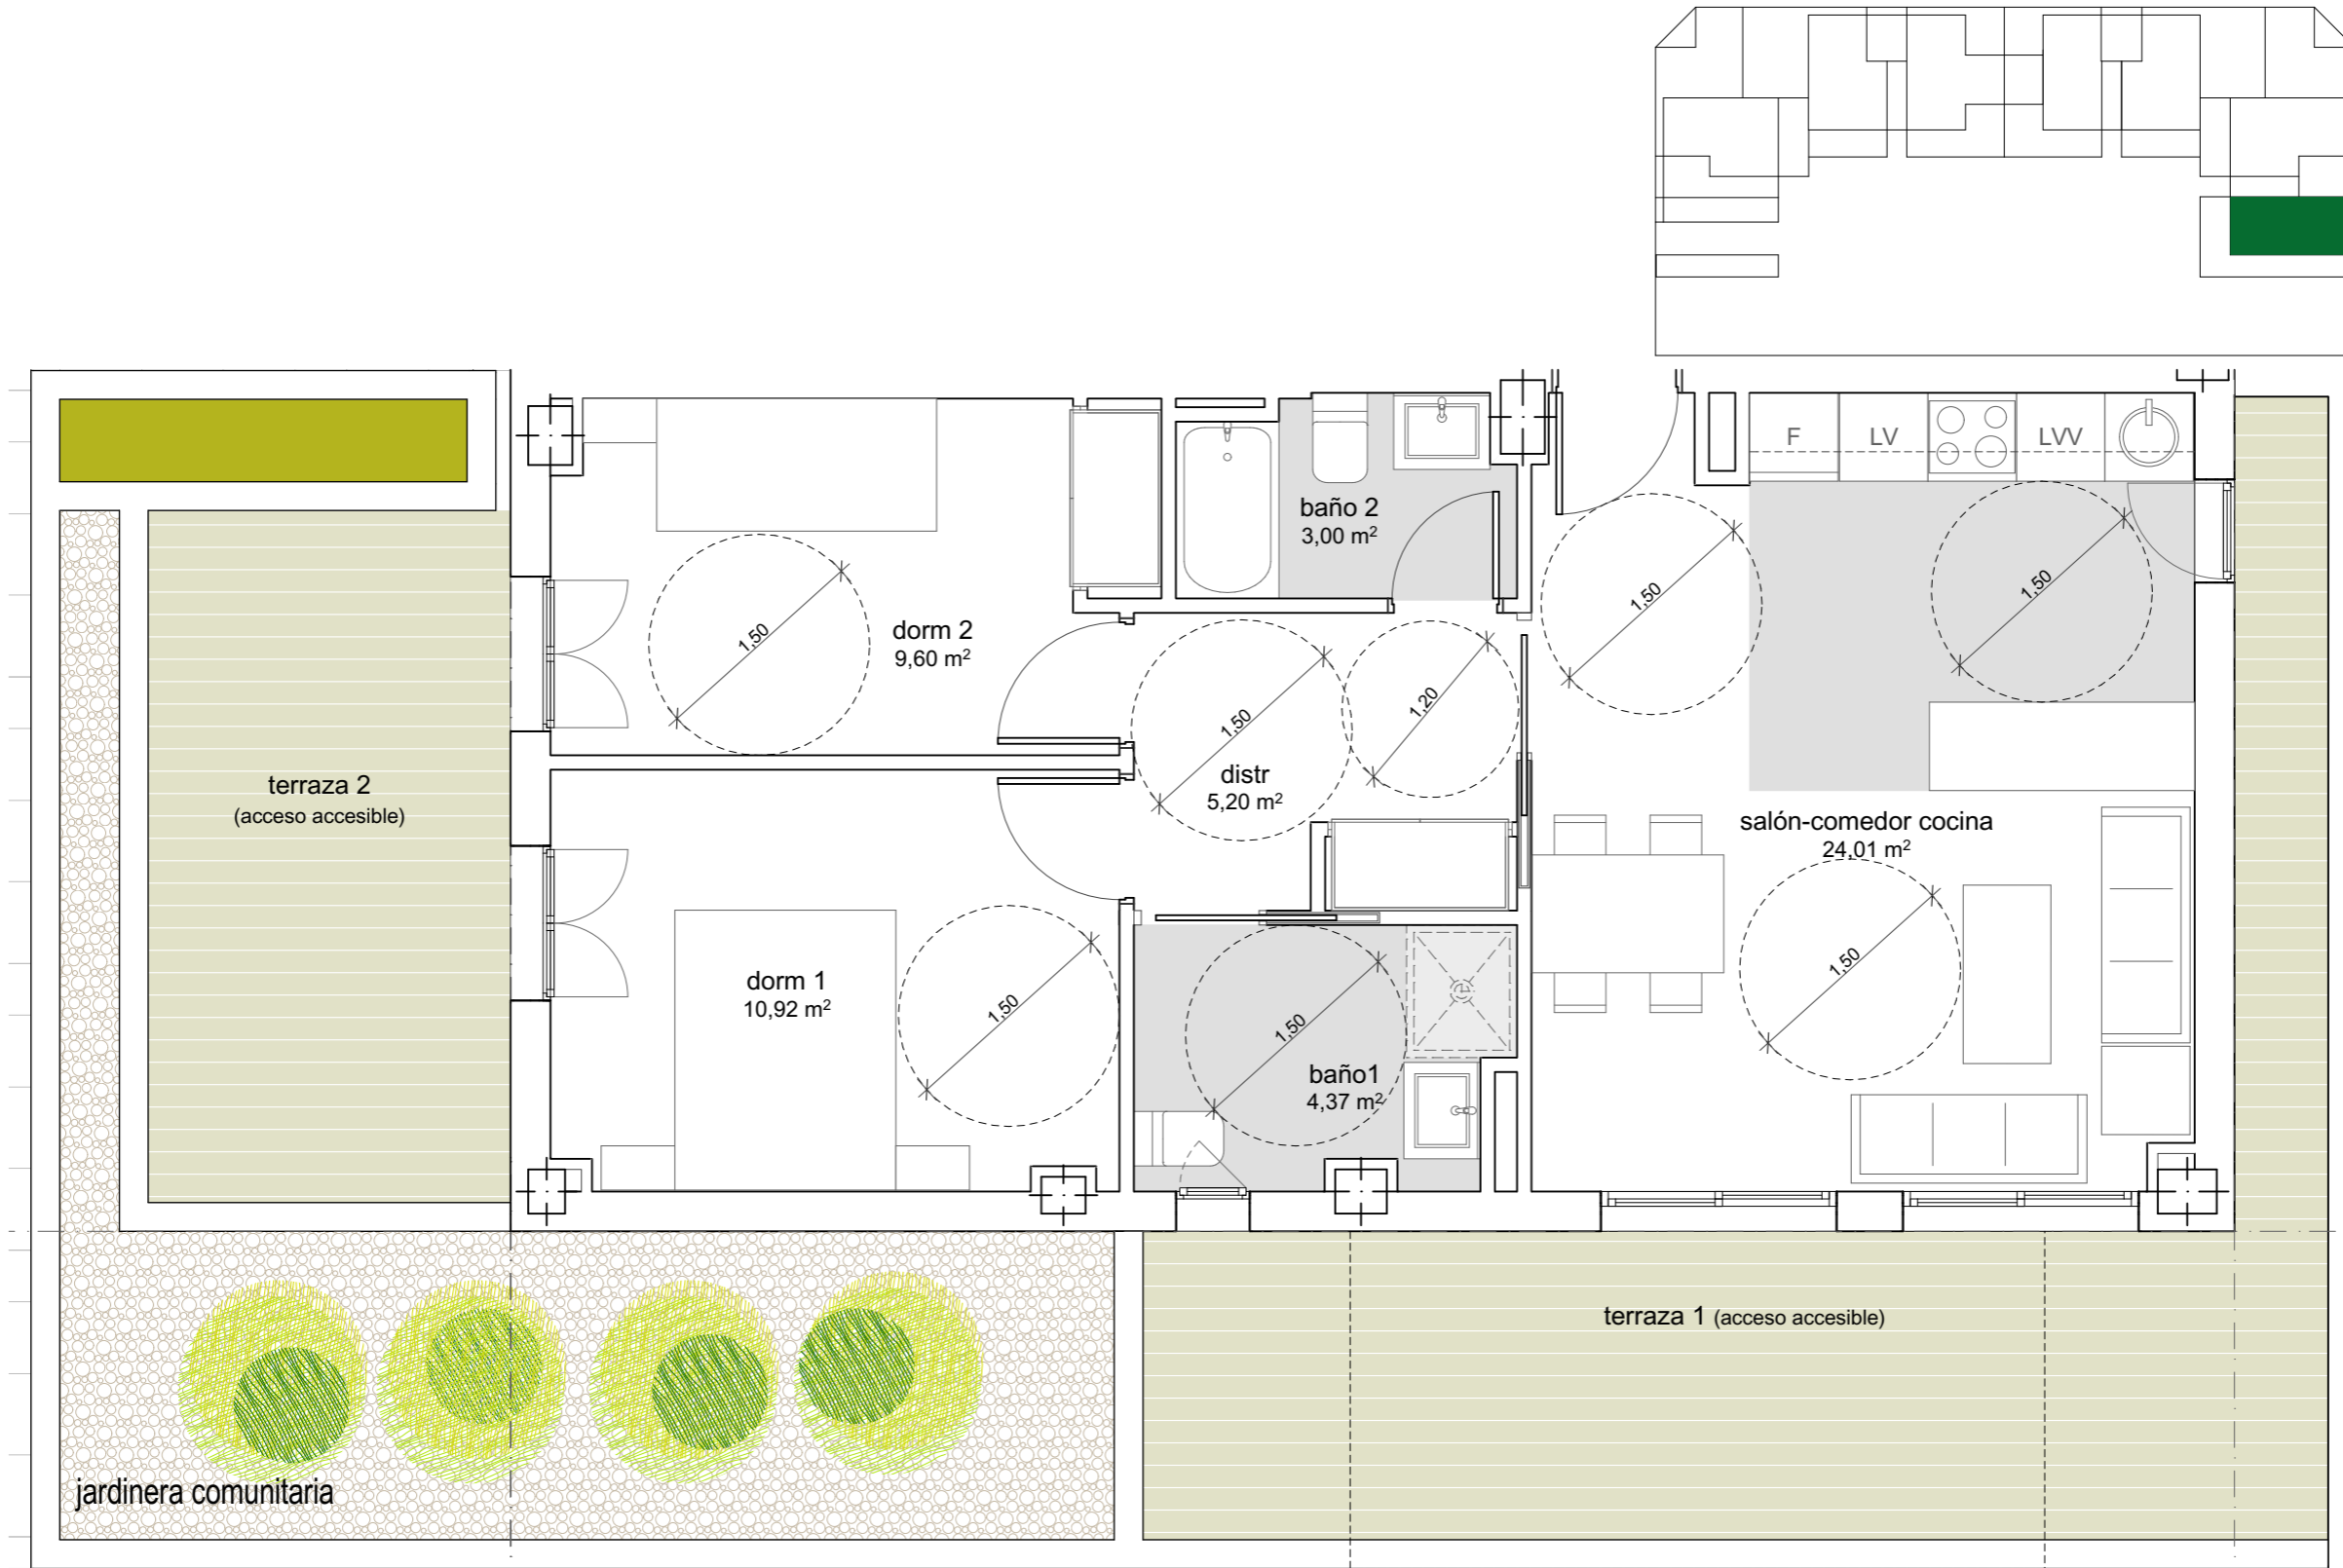 F
LV
LVV
baño 2
3,00 m²
1,50
1,50
1,50
dorm 2
9,60 m²
1,50
1,20
distr
5,20 m²
terraza 2
(acceso accesible)
salón-comedor cocina
24,01 m²
1,50
dorm 1
10,92 m²
1,50
1,50
baño1
4,37 m²
terraza 1 (acceso accesible)
jardinera comunitaria